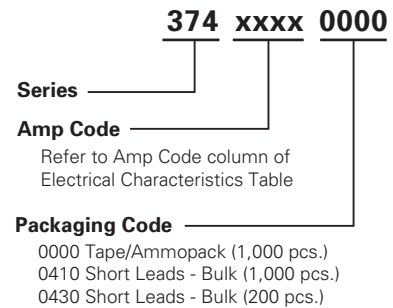 374 xxxx 0000
Series
Amp Code
Refer to Amp Code column of
Electrical Characteristics Table
Packaging Code
0000 Tape/Ammopack (1,000 pcs.)
0410 Short Leads - Bulk (1,000 pcs.)
0430 Short Leads - Bulk (200 pcs.)